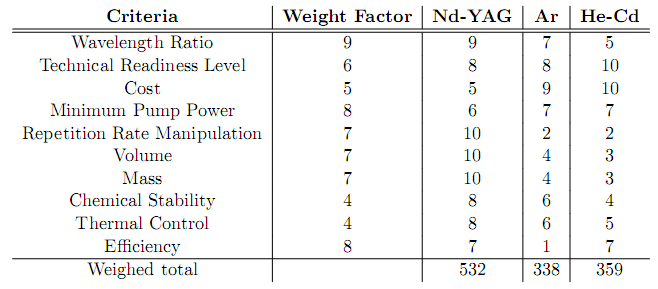 Criteria Weight Factor Nd-YAG Ar He-Cd
Wavelength Ratio 9 9 7 5
Technical Readiness Level 6 8 8 10
Cost 5 5 9 10
Minimum Pump Power 8 6 7 7
Repetition Rate Manipulation 7 10 2 2
Volume 7 10 4 3
Mass 7 10 4 3
Chemical Stability 4 8 6 4
Thermal Control 4 8 6 5
Efficiency 8 7 1 7
Weighed total 532 338 359